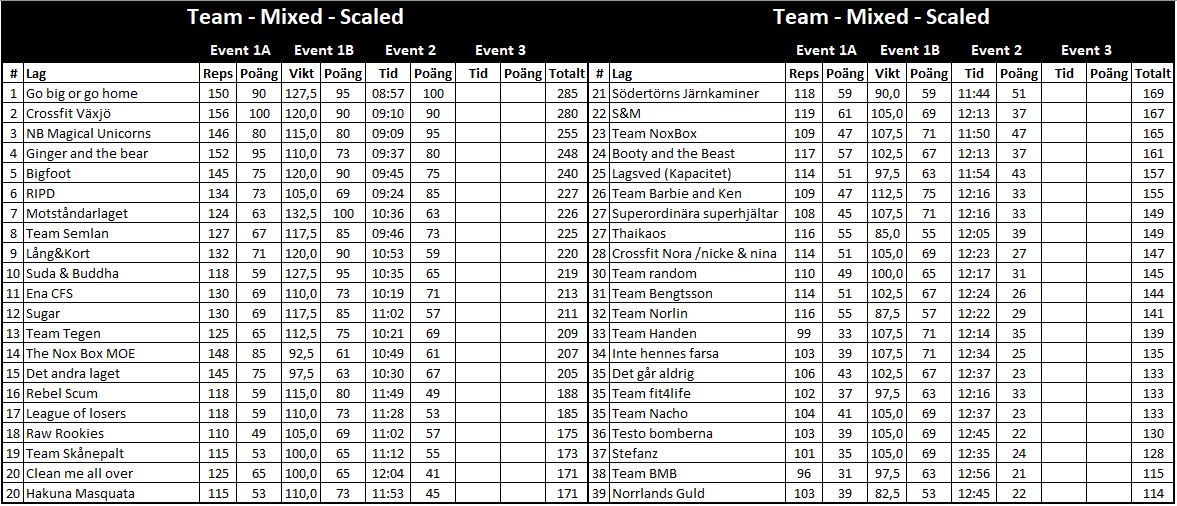 Team - Mixed - Scaled Team - Mixed - Scaled
Event 1A Event 1B Event 2 Event 3 Event 1A Event 1B Event 2 Event 3
# Lag Reps Poäng Vikt Poäng Tid Poäng Tid Poäng Totalt # Lag Reps Poäng Vikt Poäng Tid Poäng Tid Poäng Totalt
1 Go big or go home 150 90 127,5 95 08:57 100 285 21 Södertörns Järnkaminer 118 59 90,0 59 11:44 51 169
2 Crossfit Växjö 156 100 120,0 90 09:10 90 280 22 S&M 119 61 105,0 69 12:13 37 167
3 NB Magical Unicorns 146 80 115,0 80 09:09 95 255 23 Team NoxBox 109 47 107,5 71 11:50 47 165
4 Ginger and the bear 152 95 110,0 73 09:37 80 248 24 Booty and the Beast 117 57 102,5 67 12:13 37 161
5 Bigfoot 145 75 120,0 90 09:45 75 240 25 Lagsved (Kapacitet) 114 51 97,5 63 11:54 43 157
6 RIPD 134 73 105,0 69 09:24 85 227 26 Team Barbie and Ken 109 47 112,5 75 12:16 33 155
7 Motståndarlaget 124 63 132,5 100 10:36 63 226 27 Superordinära superhjältar 108 45 107,5 71 12:16 33 149
8 Team Semlan 127 67 117,5 85 09:46 73 225 27 Thaikaos 116 55 85,0 55 12:05 39 149
9 Lång&Kort 132 71 120,0 90 10:53 59 220 28 Crossfit Nora /nicke & nina 114 51 105,0 69 12:23 27 147
10 Suda & Buddha 118 59 127,5 95 10:35 65 219 30 Team random 110 49 100,0 65 12:17 31 145
11 Ena CFS 130 69 110,0 73 10:19 71 213 31 Team Bengtsson 114 51 102,5 67 12:24 26 144
12 Sugar 130 69 117,5 85 11:02 57 211 32 Team Norlin 116 55 87,5 57 12:22 29 141
13 Team Tegen 125 65 112,5 75 10:21 69 209 33 Team Handen 99 33 107,5 71 12:14 35 139
14 The Nox Box MOE 148 85 92,5 61 10:49 61 207 34 Inte hennes farsa 103 39 107,5 71 12:34 25 135
15 Det andra laget 145 75 97,5 63 10:30 67 205 35 Det går aldrig 106 43 102,5 67 12:37 23 133
16 Rebel Scum 118 59 115,0 80 11:49 49 188 35 Team fit4life 102 37 97,5 63 12:16 33 133
17 League of losers 118 59 110,0 73 11:28 53 185 35 Team Nacho 104 41 105,0 69 12:37 23 133
18 Raw Rookies 110 49 105,0 69 11:02 57 175 36 Testo bomberna 103 39 105,0 69 12:45 22 130
19 Team Skånepalt 115 53 100,0 65 11:12 55 173 37 Stefanz 101 35 105,0 69 12:35 24 128
20 Clean me all over 125 65 100,0 65 12:04 41 171 38 Team BMB 96 31 97,5 63 12:56 21 115
20 Hakuna Masquata 115 53 110,0 73 11:53 45 171 39 Norrlands Guld 103 39 82,5 53 12:45 22 114